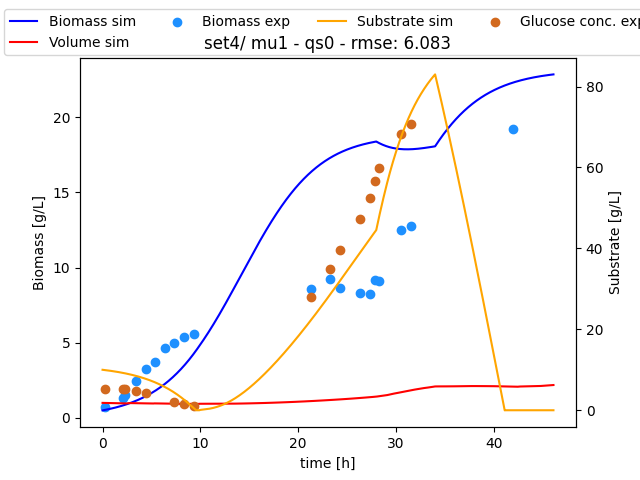 Biomass sim Biomass exp Substrate sim Glucose conc. exp
Volume sim
set4/ mu1 - qs0 - rmse: 6.083
Biomass [g/L]
20
15
10
5
0
Substrate [g/L]
80
60
40
20
0
0 10 20 30 40
time [h]